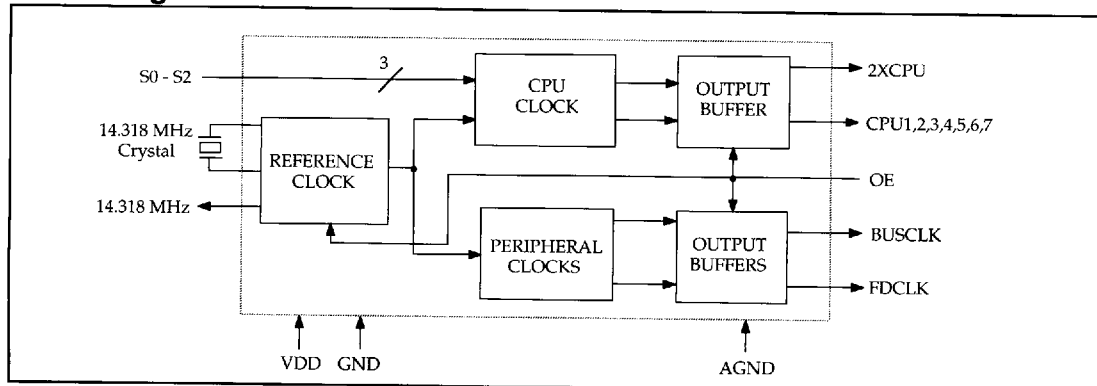 S0 - S2
3
CPU
CLOCK
OUTPUT
BUFFER
2XCPU
CPU1,2,3,4,5,6,7
14.318 MHz
Crystal
REFERENCE
CLOCK
OE
14.318 MHz
PERIPHERAL
CLOCKS
OUTPUT
BUFFERS
BUSCLK
FDCLK
VDD
GND
AGND